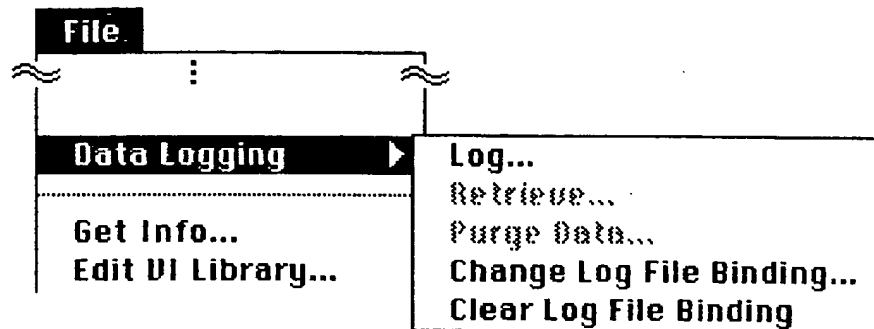 File
Data Logging
Get Info...
Edit VI Library...
Log...
Retrieve...
Purge Data...
Change Log File Binding...
Clear Log File Binding